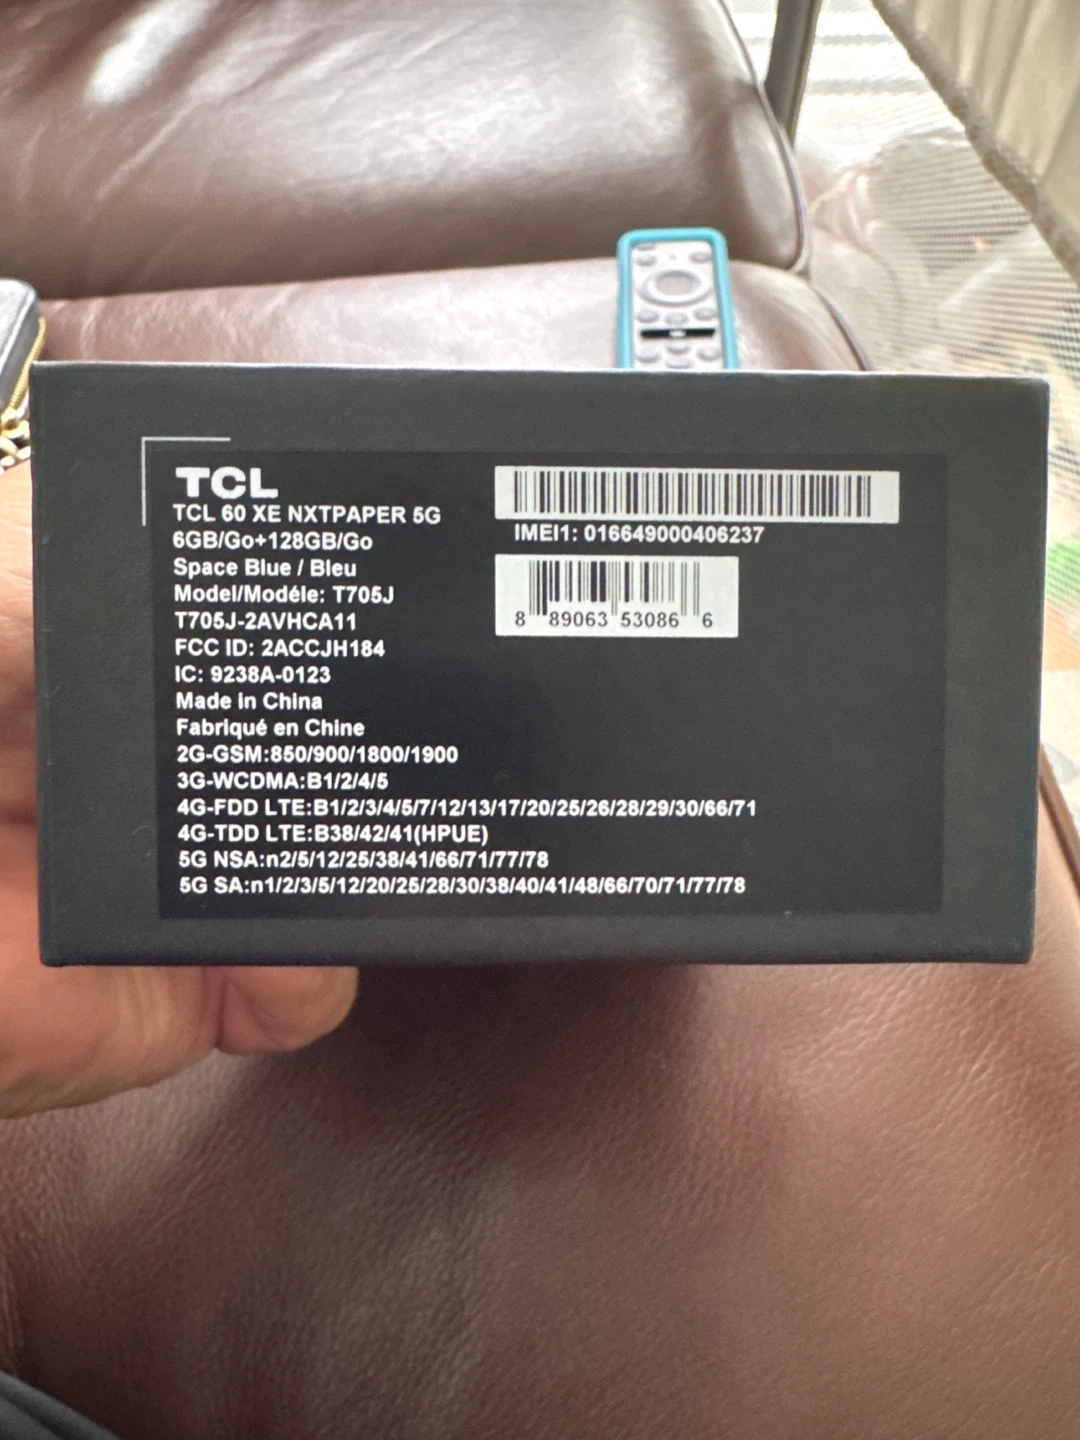 TCL
TCL 60 XE NXTPAPER 5G
6GB/Go+128GB/Go
Space Blue / Bleu
Model/Modéle: T705J
T705J-2AVHCA11
FCC ID: 2ACCJH184
IC: 9238A-0123
Made in China
Fabriqué en Chine
2G-GSM:850/900/1800/1900
3G-WCDMA:B1/2/4/5
4G-FDD LTE:B1/2/3/4/5/7/12/13/17/20/25/26/28/29/30/66/71
4G-TDD LTE:B38/42/41(HPUE)
5G NSA:n2/5/12/25/38/41/66/71/77/78
5G SA:n1/2/3/5/12/20/25/28/30/38/40/41/48/66/70/71/77/78
IMEI1: 016649000406237
8 89063 53086 6